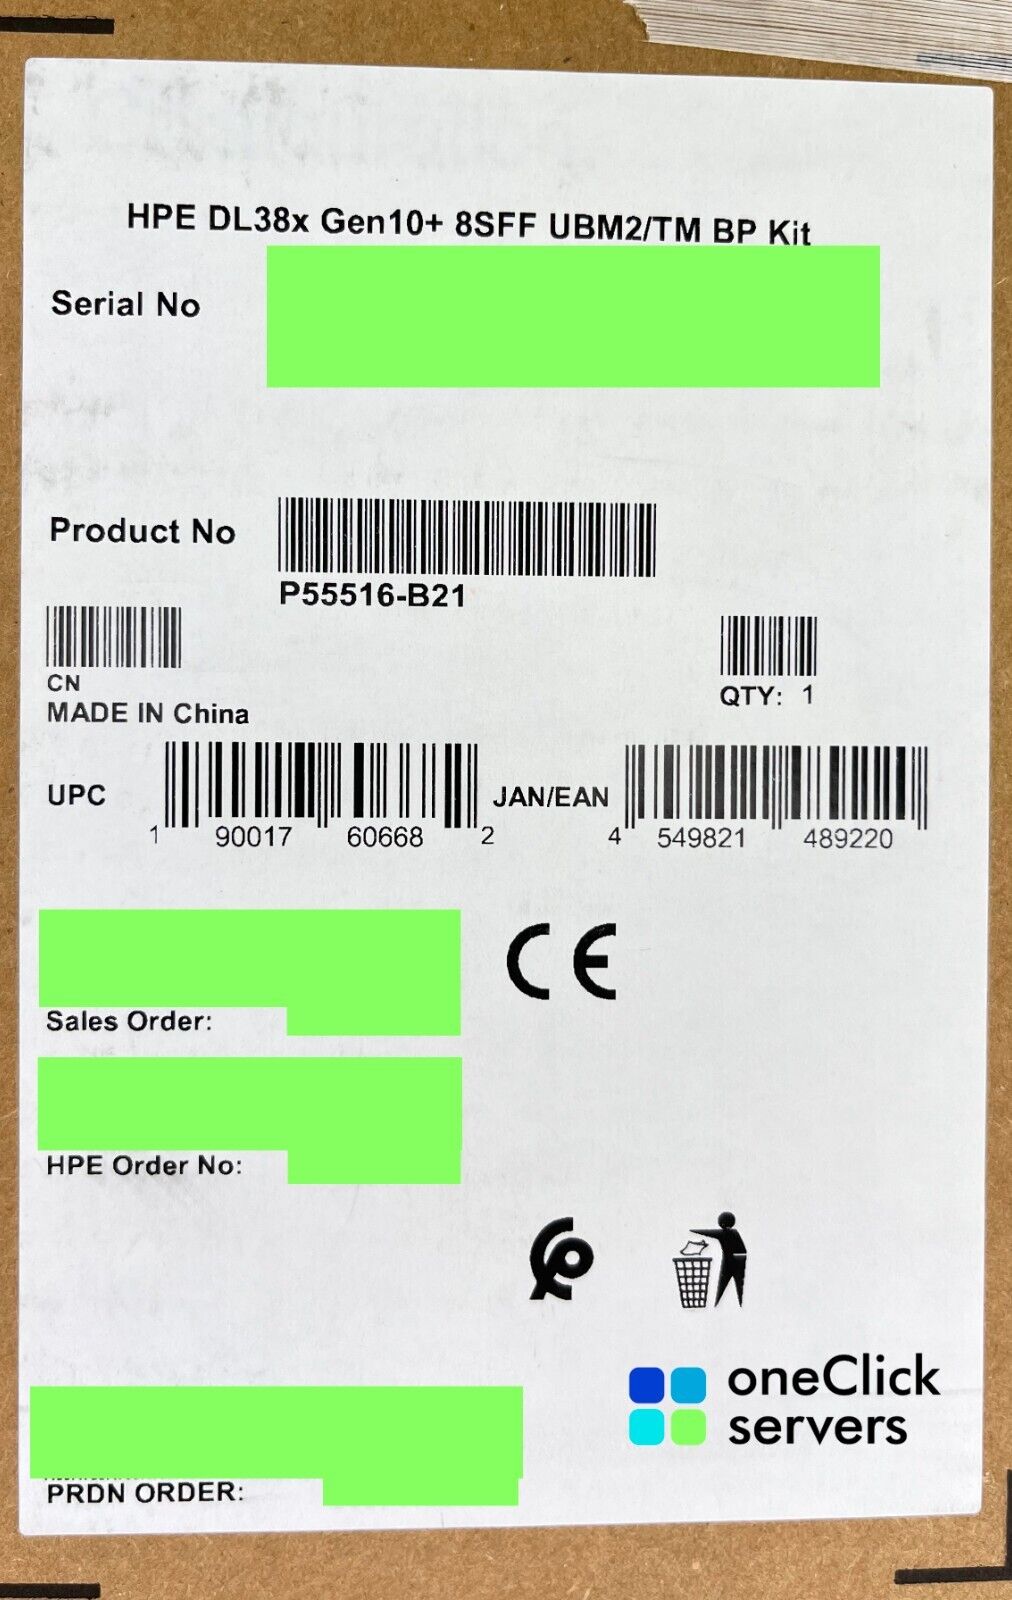 HPE DL38x Gen10+ 8SFF UBM2/TM BP Kit
Serial No
Product No
P55516-B21
CN
MADE IN China
QTY: 1
UPC
1 90017 60668 2
JAN/EAN
4 549821 489220
CE
Sales Order:
HPE Order No:
oneClick
servers
PRDN ORDER: